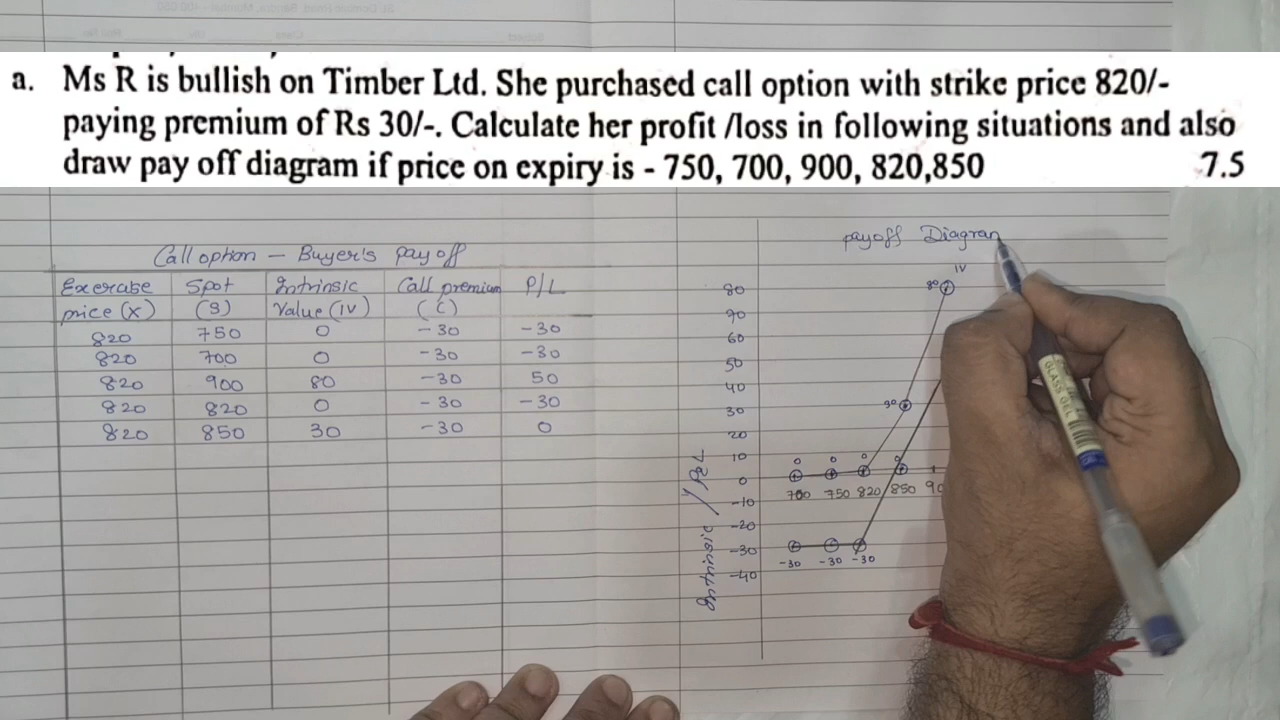 a. Ms R is bullish on Timber Ltd. She purchased call option with strike price 820/-
paying premium of Rs 30/-. Calculate her profit /loss in following situations and also
draw pay off diagram if price on expiry is - 750, 700, 900, 820,850 7.5
Call option – Buyer's pay off
Exercise price (X) Spot (S) Intrinsic Value (IV) Call premium (C) P/L
820 750 0 -30 -30
820 700 0 -30 -30
820 900 80 -30 50
820 820 0 -30 -30
820 850 30 -30 0
payoff Diagram
IV
80 80
70
60
50
40
30 30
20
10 0 0 0 0
0
700 750 820 850 90
-10
-20
-30
-30 -30 -30
-40
Intrinsic / P&L
GLASS GEL